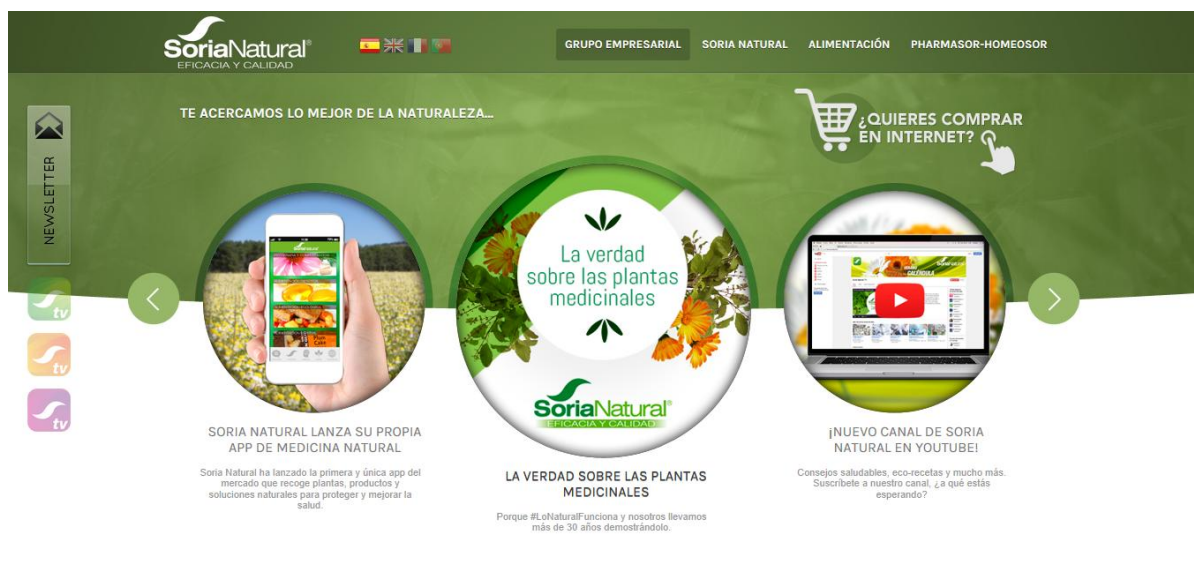 SoriaNatural®
EFICACIA Y CALIDAD
GRUPO EMPRESARIAL
SORIA NATURAL
ALIMENTACIÓN
PHARMASOR-HOMEOSOR
NEWSLETTER
TE ACERCAMOS LO MEJOR DE LA NATURALEZA...
¿QUIERES COMPRAR
EN INTERNET?
tv
tv
tv
Plum
Cake
SORIA NATURAL LANZA SU PROPIA
APP DE MEDICINA NATURAL
Soria Natural ha lanzado la primera y única app del
mercado que recoge plantas, productos y
soluciones naturales para proteger y mejorar la
salud.
La verdad
sobre las plantas
medicinales
SoriaNatural®
EFICACIA Y CALIDAD
LA VERDAD SOBRE LAS PLANTAS
MEDICINALES
Porque #LoNaturalFunciona y nosotros llevamos
más de 30 años demostrándolo.
CALÉNDULA
¡NUEVO CANAL DE SORIA
NATURAL EN YOUTUBE!
Consejos saludables, eco-recetas y mucho más.
Suscríbete a nuestro canal, ¿a qué estás
esperando?